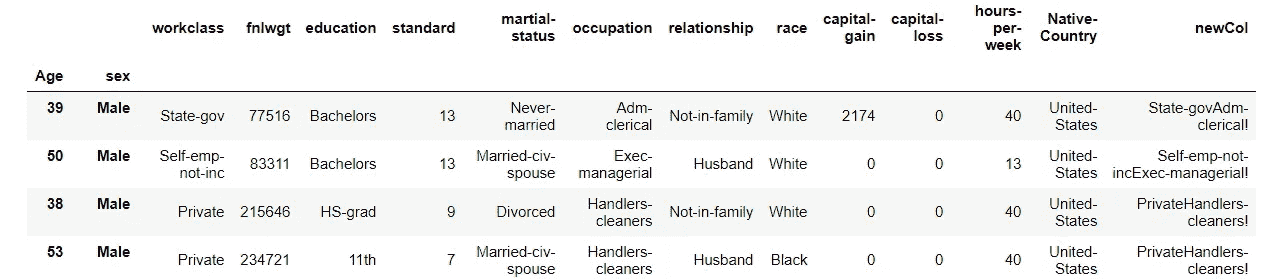 workclass fnlwgt education standard martial-status occupation relationship race capital-gain capital-loss hours-per-week Native-Country newCol
Age sex
39 Male State-gov 77516 Bachelors 13 Never-married Adm-clerical Not-in-family White 2174 0 40 United-States State-govAdm-clerical!
50 Male Self-emp-not-inc 83311 Bachelors 13 Married-civ-spouse Exec-managerial Husband White 0 0 13 United-States Self-emp-not-incExec-managerial!
38 Male Private 215646 HS-grad 9 Divorced Handlers-cleaners Not-in-family White 0 0 40 United-States PrivateHandlers-cleaners!
53 Male Private 234721 11th 7 Married-civ-spouse Handlers-cleaners Husband Black 0 0 40 United-States PrivateHandlers-cleaners!